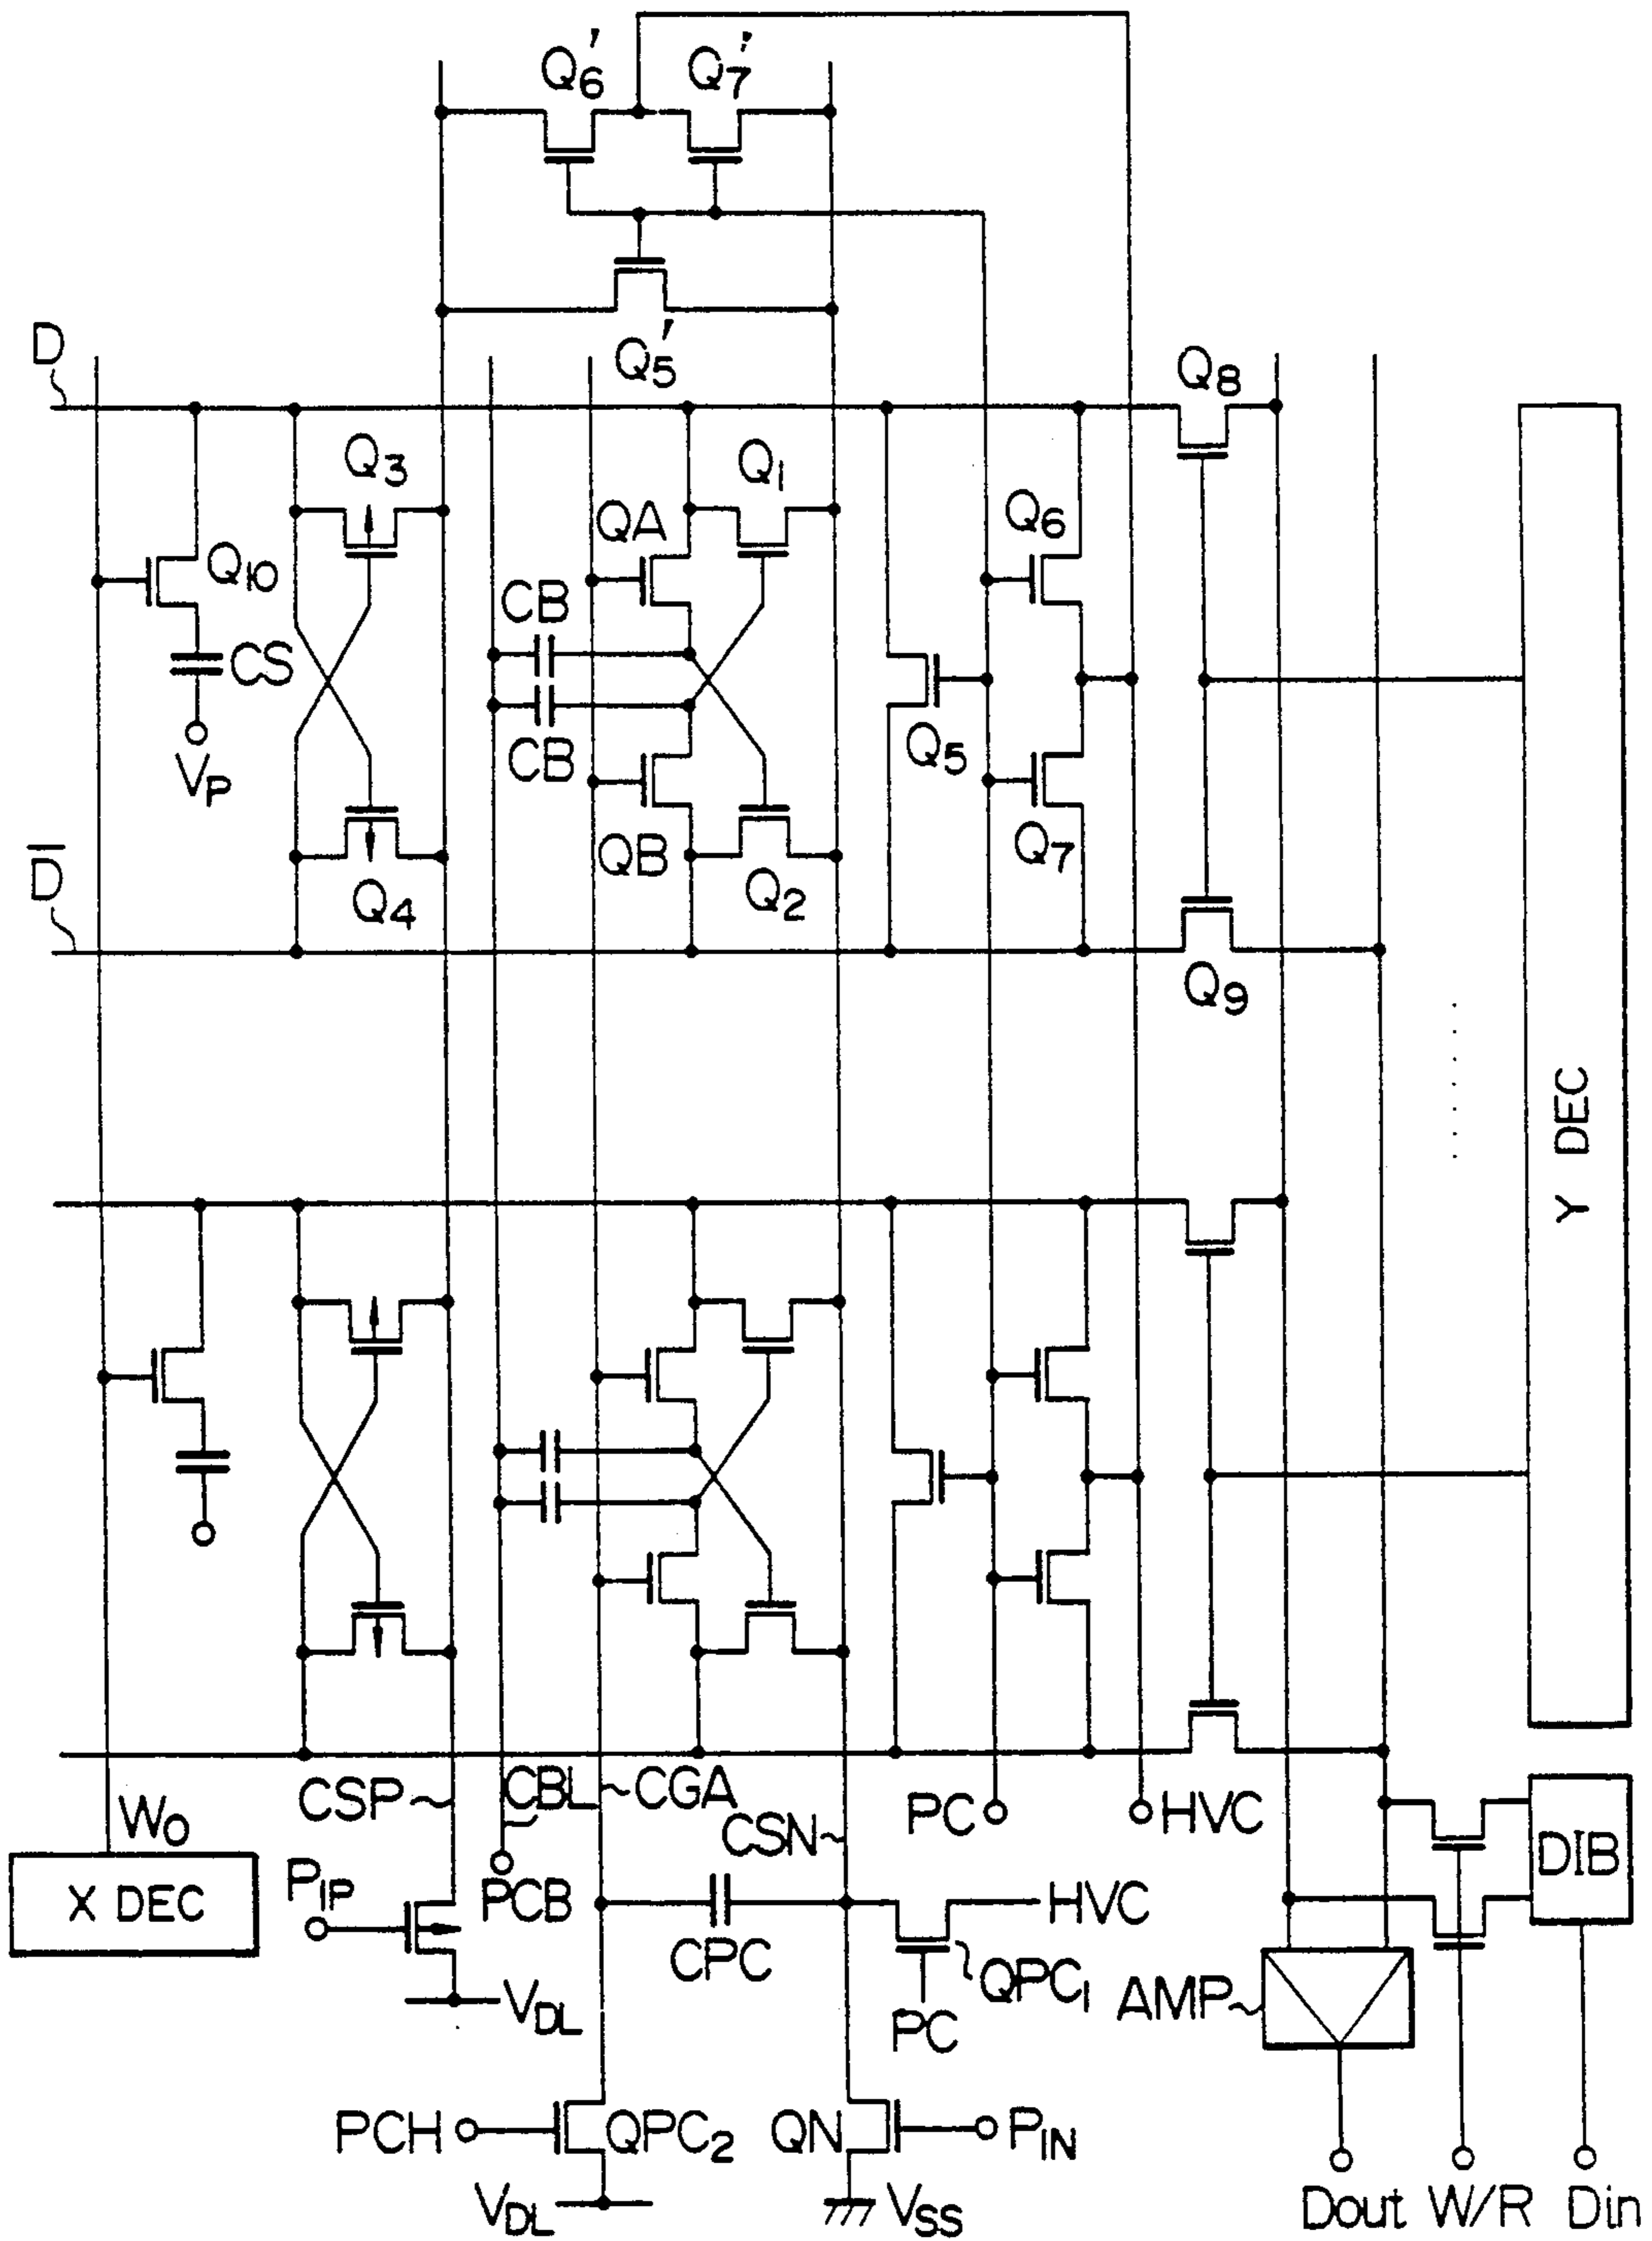 Q6' Q7'
Q5'
D
Q8
Q3
Q1
QA
Q6
Q10
CB
CS
CB
Q5
VP
QB
Q7
D̅
Q4
Q2
Q9
Y DEC
CSP
CBL
CGA
CSN
PC
HVC
W0
X DEC
PIP
PCB
CPC
HVC
QPC1
PC
DIB
AMP
VDL
PCH
QPC2
QN
PIN
VDL
VSS
Dout W/R Din